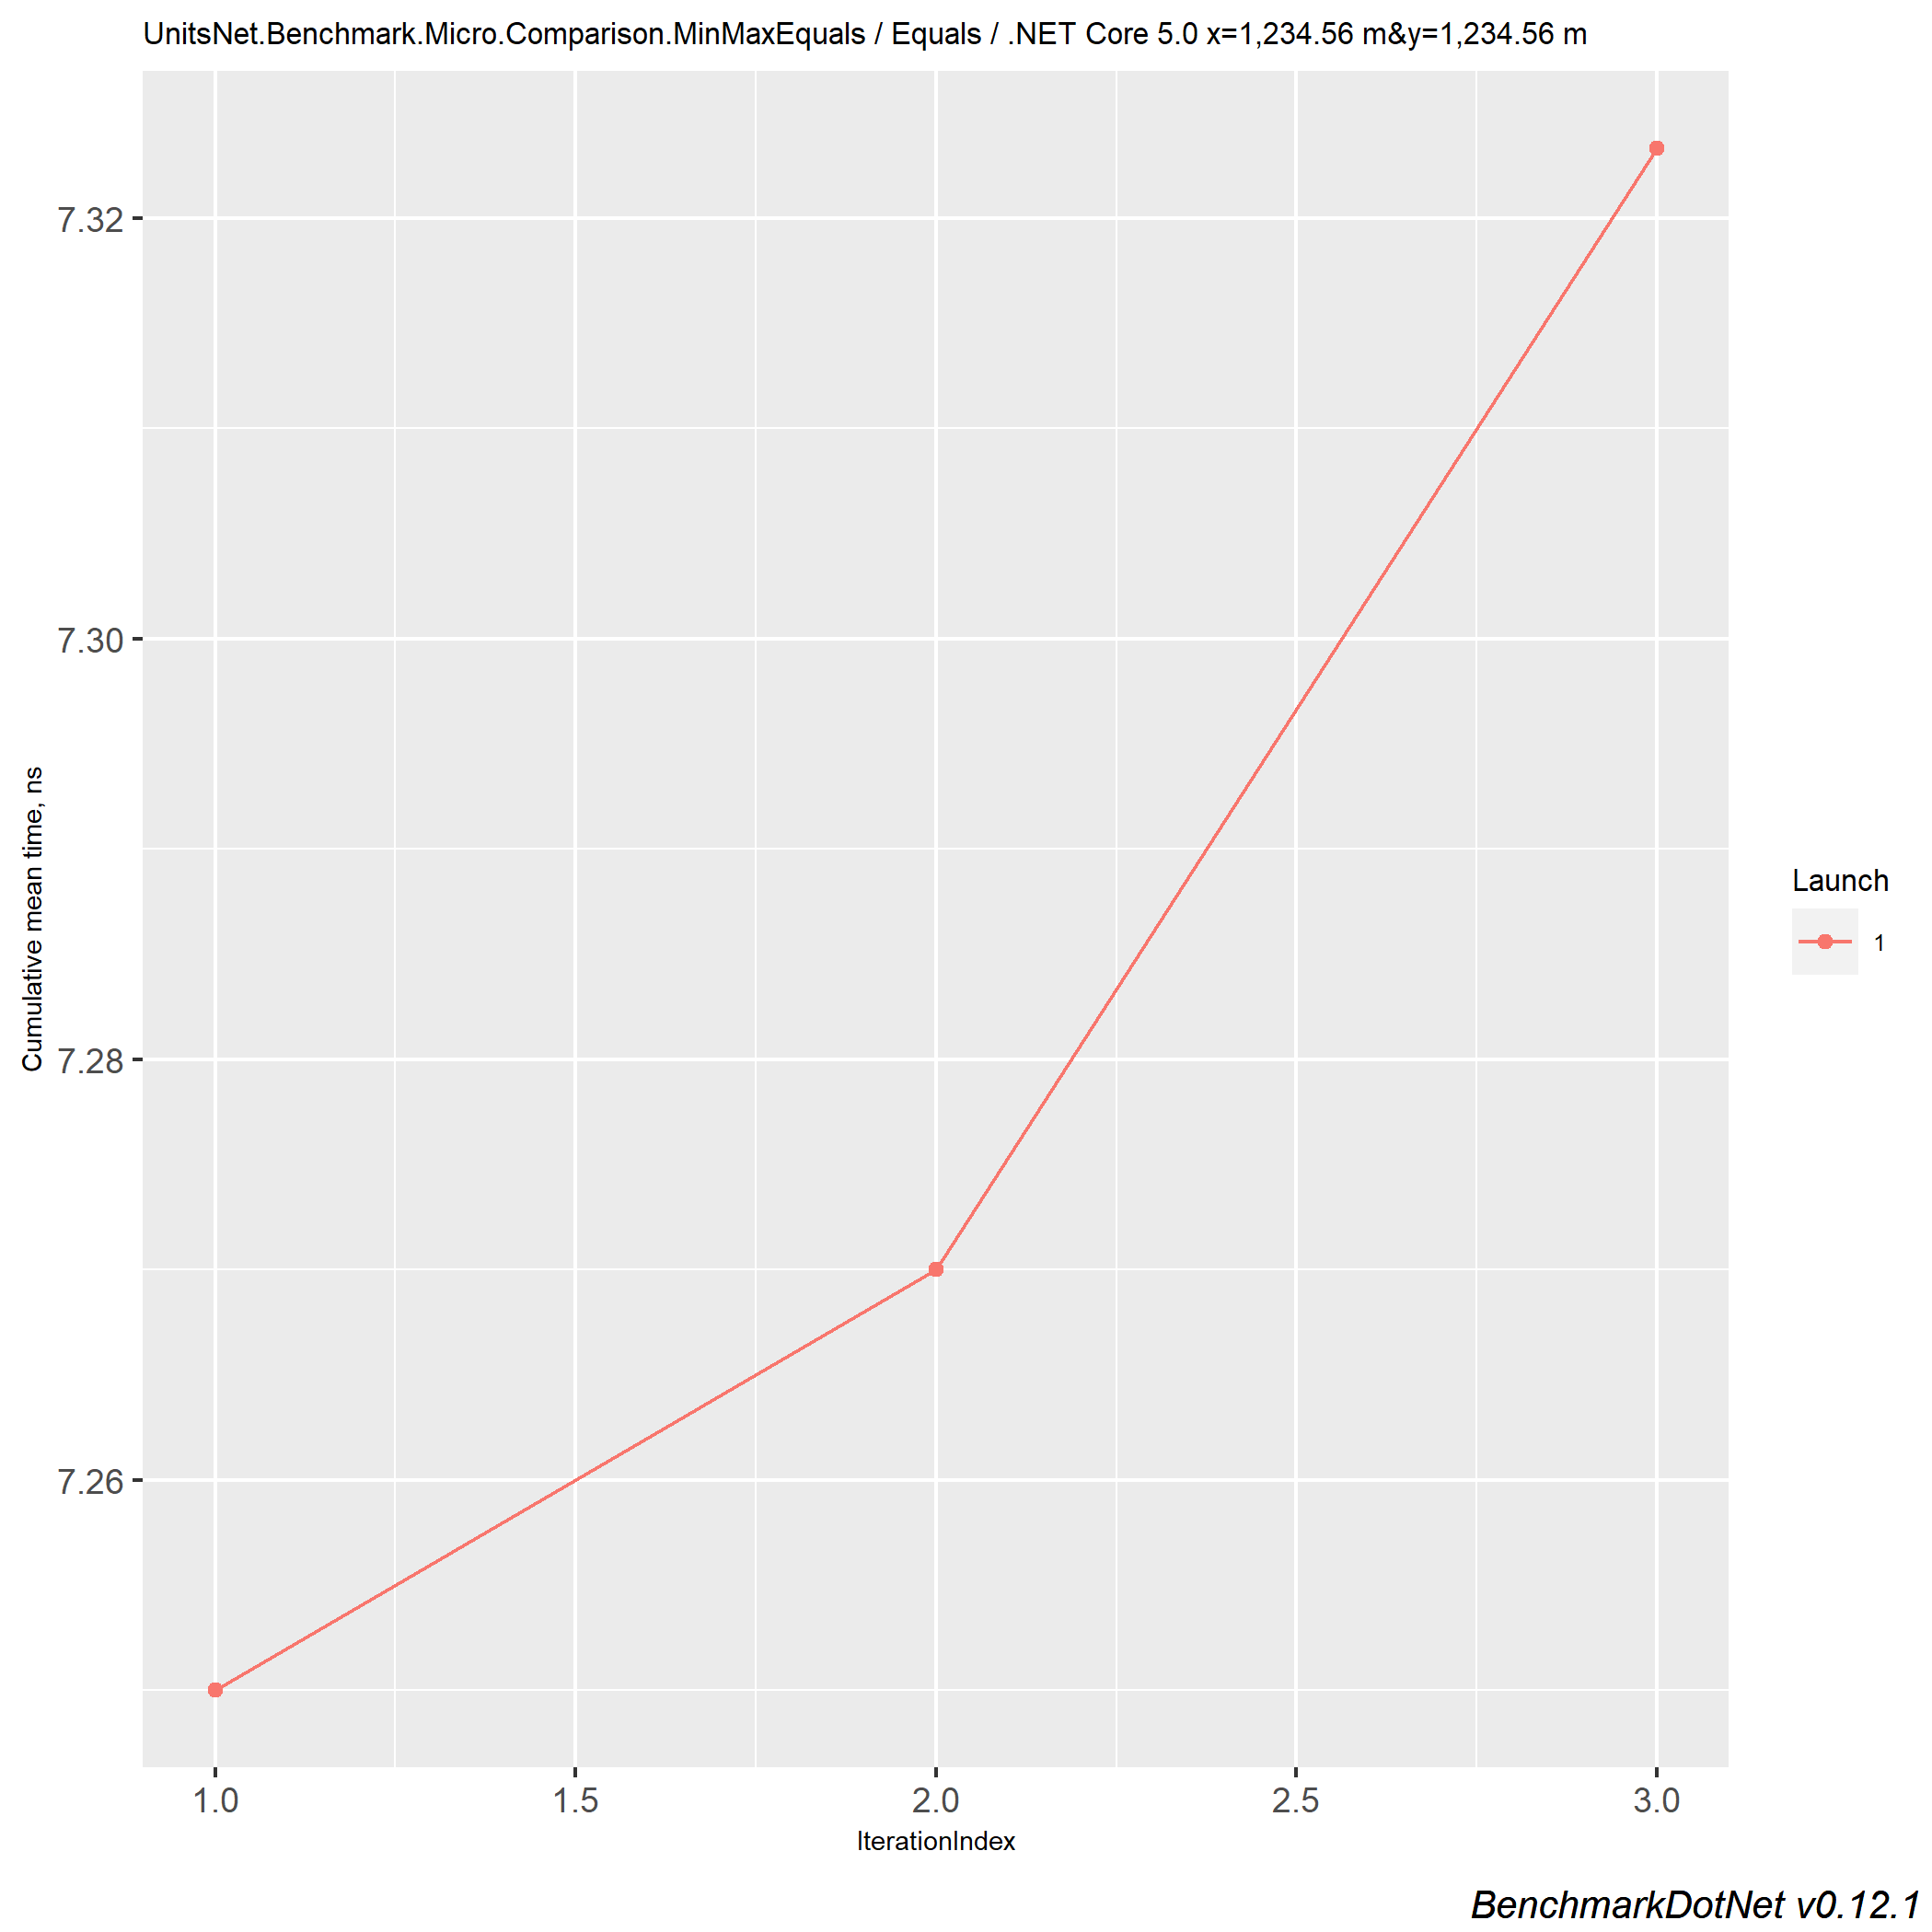 UnitsNet.Benchmark.Micro.Comparison.MinMaxEquals / Equals / .NET Core 5.0 x=1,234.56 m&y=1,234.56 m
Cumulative mean time, ns
7.32
7.30
7.28
7.26
1.0 1.5 2.0 2.5 3.0
IterationIndex
Launch
1
BenchmarkDotNet v0.12.1